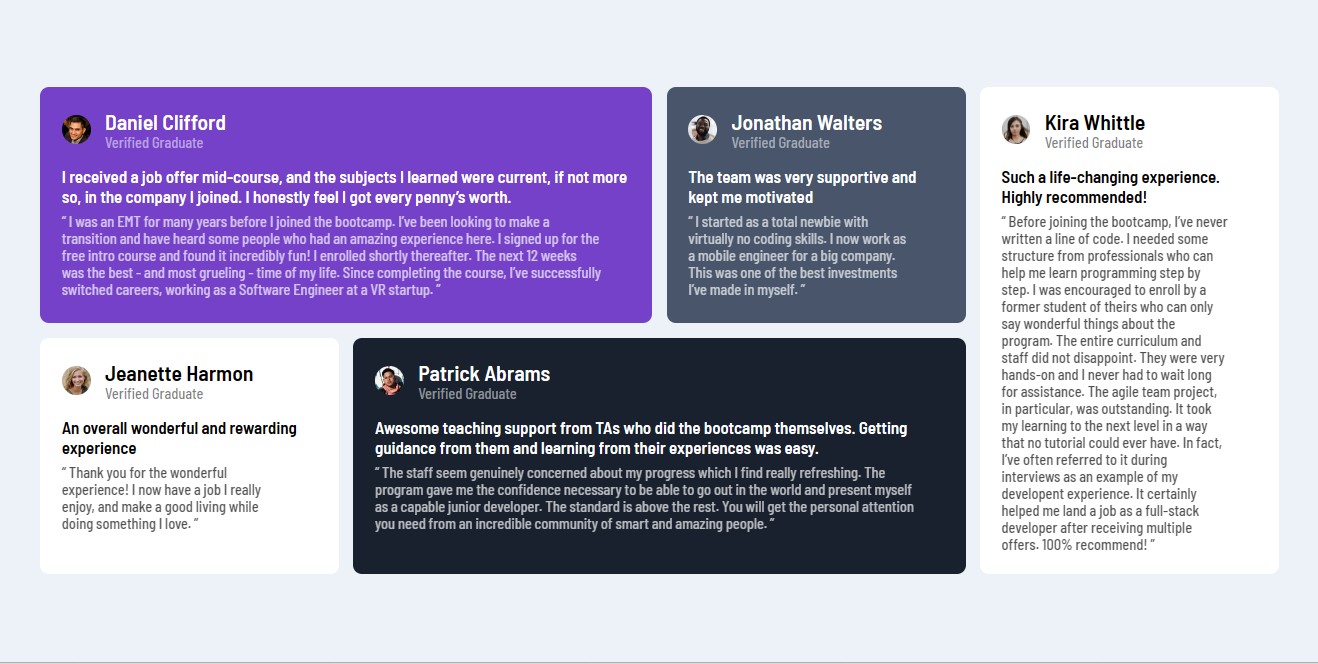 Daniel Clifford
Verified Graduate
I received a job offer mid-course, and the subjects I learned were current, if not more
so, in the company I joined. I honestly feel I got every penny’s worth.
“ I was an EMT for many years before I joined the bootcamp. I’ve been looking to make a
transition and have heard some people who had an amazing experience here. I signed up for the
free intro course and found it incredibly fun! I enrolled shortly thereafter. The next 12 weeks
was the best - and most grueling - time of my life. Since completing the course, I’ve successfully
switched careers, working as a Software Engineer at a VR startup. ”
Jonathan Walters
Verified Graduate
The team was very supportive and
kept me motivated
“ I started as a total newbie with
virtually no coding skills. I now work as
a mobile engineer for a big company.
This was one of the best investments
I’ve made in myself. ”
Kira Whittle
Verified Graduate
Such a life-changing experience.
Highly recommended!
“ Before joining the bootcamp, I’ve never
written a line of code. I needed some
structure from professionals who can
help me learn programming step by
step. I was encouraged to enroll by a
former student of theirs who can only
say wonderful things about the
program. The entire curriculum and
staff did not disappoint. They were very
hands-on and I never had to wait long
for assistance. The agile team project,
in particular, was outstanding. It took
my learning to the next level in a way
that no tutorial could ever have. In fact,
I’ve often referred to it during
interviews as an example of my
developent experience. It certainly
helped me land a job as a full-stack
developer after receiving multiple
offers. 100% recommend! ”
Jeanette Harmon
Verified Graduate
An overall wonderful and rewarding
experience
“ Thank you for the wonderful
experience! I now have a job I really
enjoy, and make a good living while
doing something I love. ”
Patrick Abrams
Verified Graduate
Awesome teaching support from TAs who did the bootcamp themselves. Getting
guidance from them and learning from their experiences was easy.
“ The staff seem genuinely concerned about my progress which I find really refreshing. The
program gave me the confidence necessary to be able to go out in the world and present myself
as a capable junior developer. The standard is above the rest. You will get the personal attention
you need from an incredible community of smart and amazing people. ”